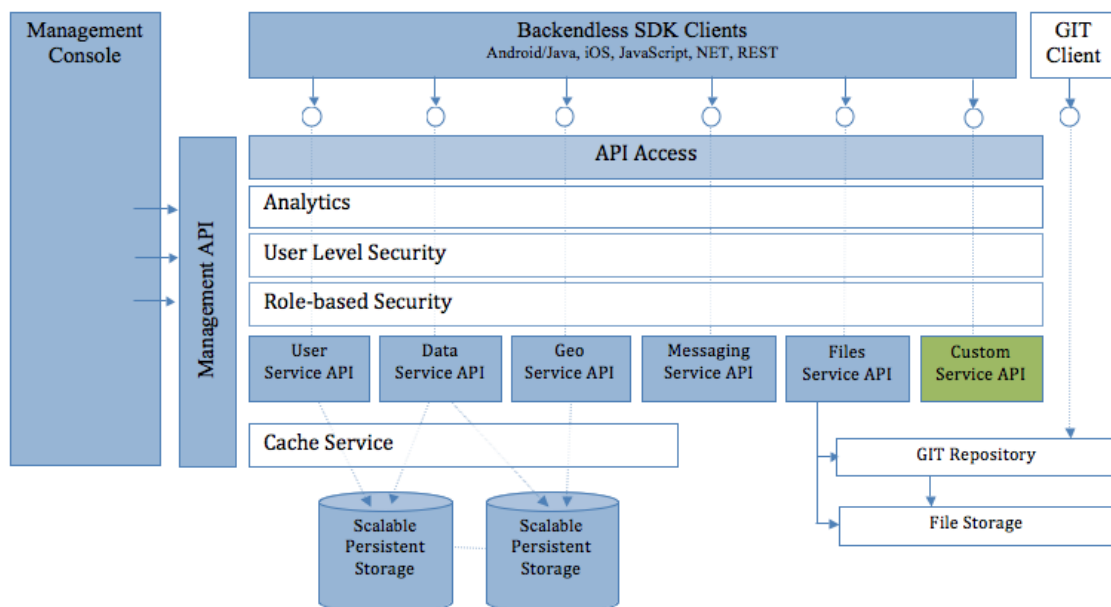 Management
Console
Backendless SDK Clients
Android/Java, iOS, JavaScript, NET, REST
GIT
Client
Management API
API Access
Analytics
User Level Security
Role-based Security
User
Service API
Data
Service API
Geo
Service API
Messaging
Service API
Files
Service API
Custom
Service API
Cache Service
GIT Repository
File Storage
Scalable
Persistent
Storage
Scalable
Persistent
Storage